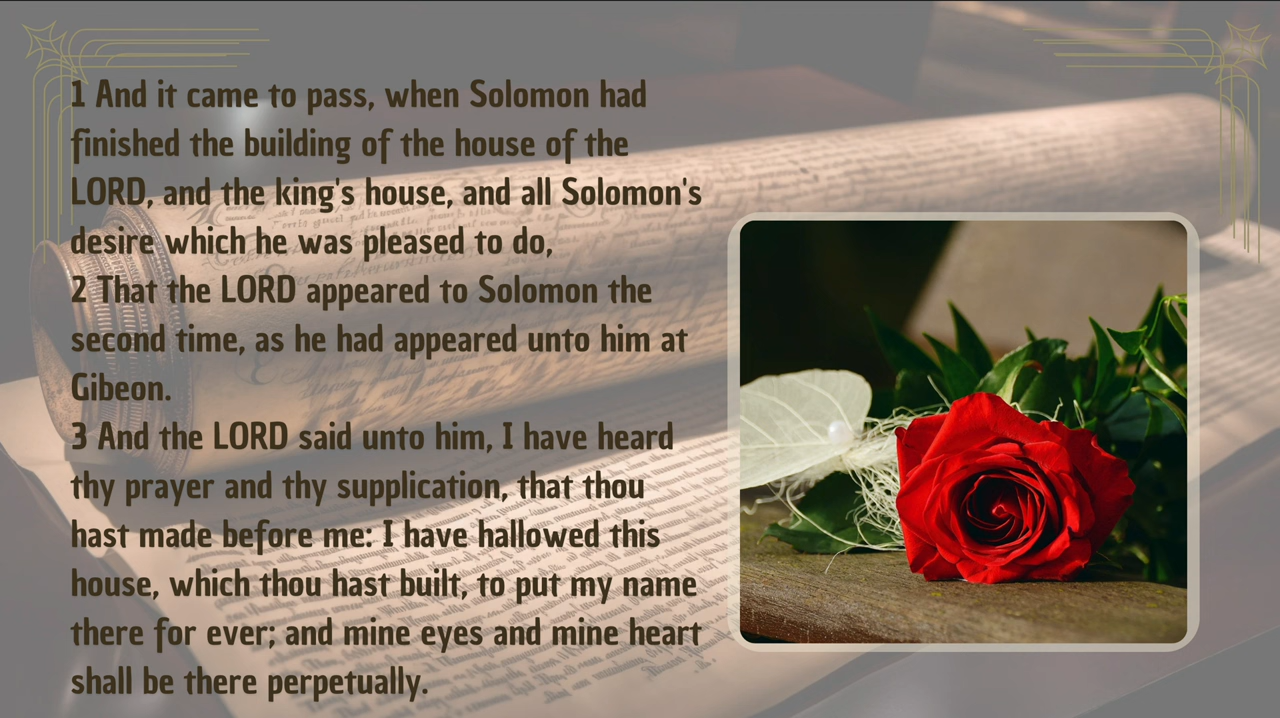 1 And it came to pass, when Solomon had
finished the building of the house of the
LORD, and the king's house, and all Solomon's
desire which he was pleased to do,
2 That the LORD appeared to Solomon the
second time, as he had appeared unto him at
Gibeon.
3 And the LORD said unto him, I have heard
thy prayer and thy supplication, that thou
hast made before me: I have hallowed this
house, which thou hast built, to put my name
there for ever; and mine eyes and mine heart
shall be there perpetually.